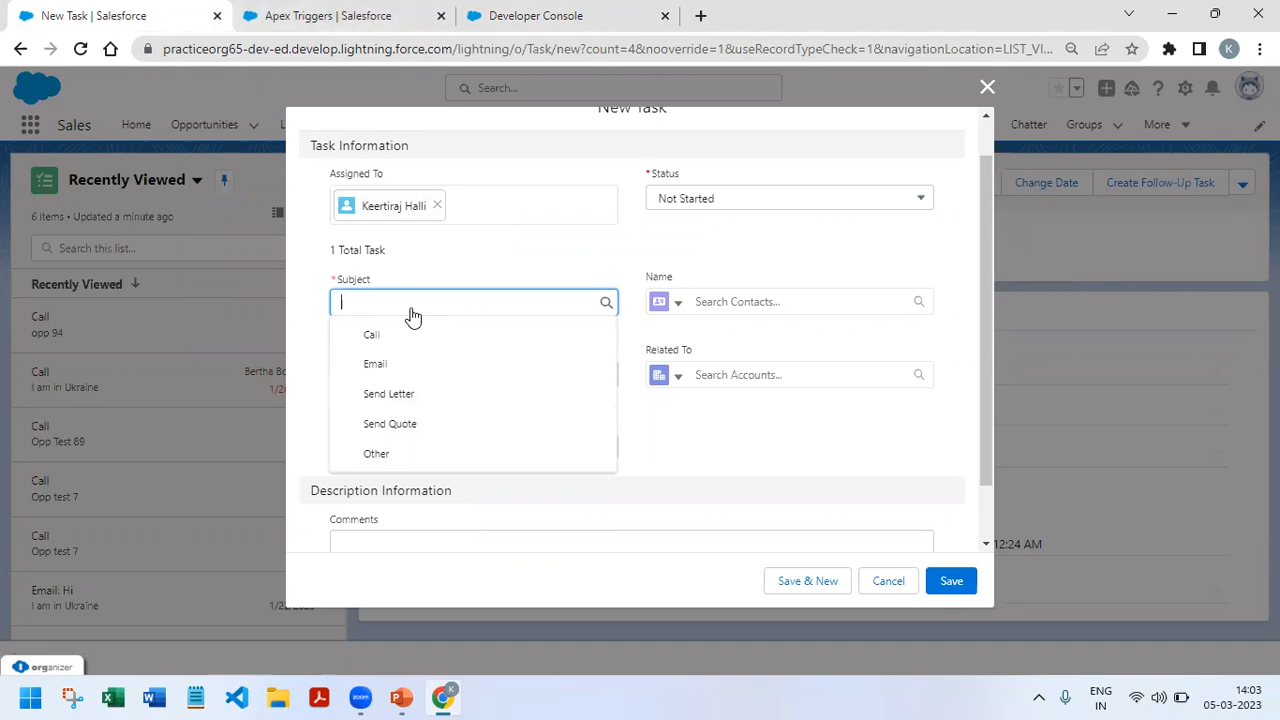 New Task | Salesforce
Apex Triggers | Salesforce
Developer Console
practiceorg65-dev-ed.develop.lightning.force.com/lightning/o/Task/new?count=4&nooverride=1&useRecordTypeCheck=1&navigationLocation=LIST_VI...
K
Search...
Sales
Home
Opportunities
L
Chatter
Groups
More
Recently Viewed
6 items • Updated a minute ago
Search this list...
Recently Viewed
Call
opp 94
Call
Bertha Bo
I am in Ukraine
Call
Opp Test 89
Call
Opp test 7
Call
Opp test 7
Email: Hi
I am in Ukraine
Change Date
Create Follow-Up Task
12:24 AM
New Task
Task Information
Assigned To
Keertiraj Halli
*Status
Not Started
1 Total Task
*Subject
Call
Email
Send Letter
Send Quote
Other
Name
Search Contacts...
Related To
Search Accounts...
Description Information
Comments
Save & New
Cancel
Save
organizer
K
ENG
IN
14:03
05-03-2023